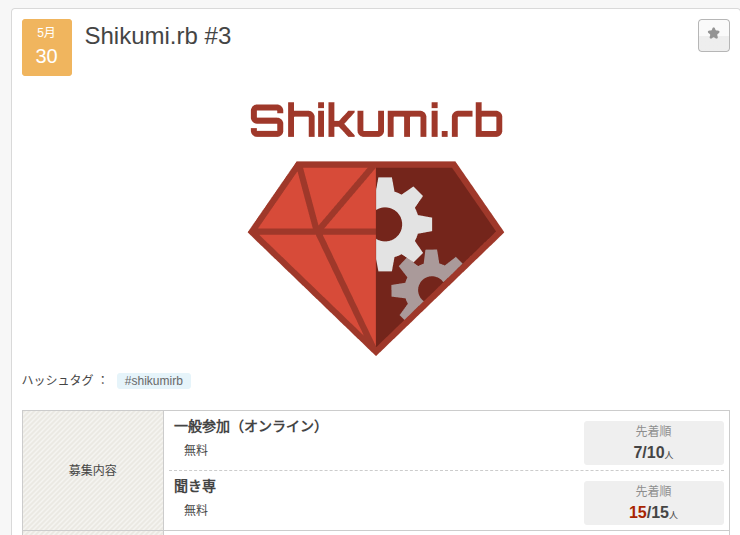 5月
30
Shikumi.rb #3
Shikumi.rb
ハッシュタグ ： #shikumirb
募集内容
一般参加（オンライン）
無料
先着順
7/10人
聞き専
無料
先着順
15/15人